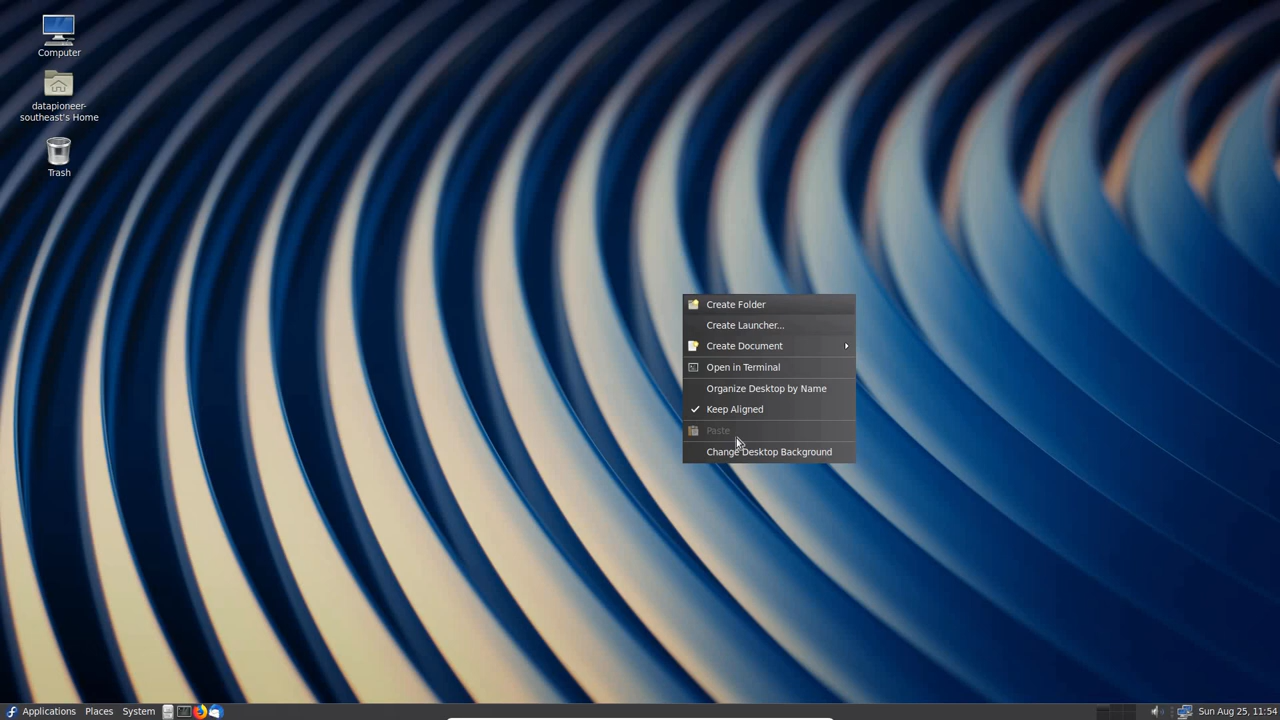 Computer
datapioneer-
southeast's Home
Trash
Create Folder
Create Launcher...
Create Document
Open in Terminal
Organize Desktop by Name
Keep Aligned
Paste
Change Desktop Background
Applications Places System Sun Aug 25, 11:54